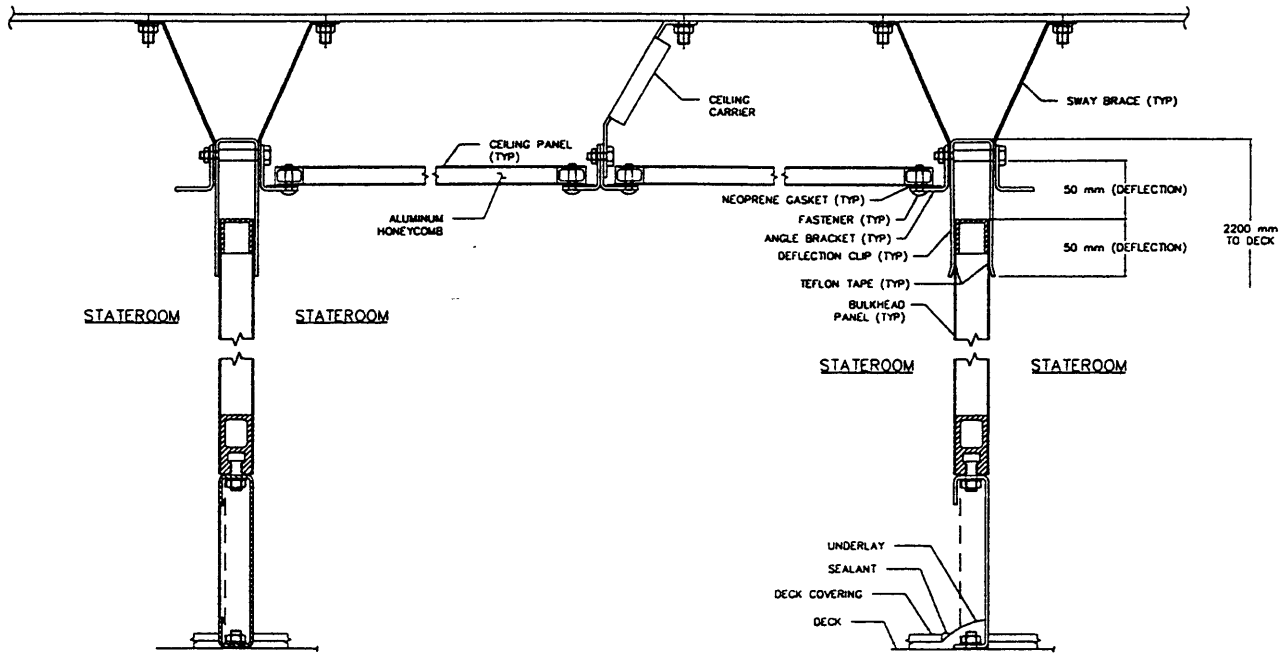 CEILING
CARRIER
SWAY BRACE (TYP)
CEILING PANEL
(TYP)
ALUMINUM
HONEYCOMB
NEOPRENE GASKET (TYP)
FASTENER (TYP)
ANGLE BRACKET (TYP)
DEFLECTION CLIP (TYP)
TEFLON TAPE (TYP)
BULKHEAD
PANEL (TYP)
50 mm (DEFLECTION)
50 mm (DEFLECTION)
2200 mm
TO DECK
STATEROOM
STATEROOM
STATEROOM
STATEROOM
UNDERLAY
SEALANT
DECK COVERING
DECK